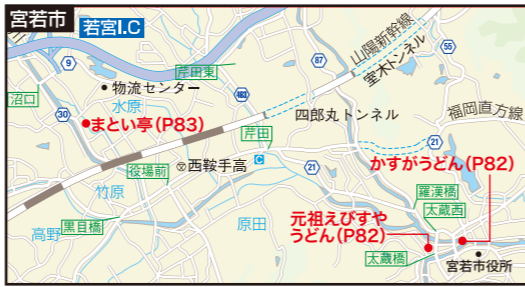 宮若市
若宮I.C
山陽新幹線
室木トンネル
87
55
9
芹田東
物流センター
沼口
水原
30
まとい亭(P83)
四郎丸トンネル
福岡直方線
芹田
21
役場前
西鞍手高
C
かすがうどん(P82)
21
竹原
羅漢橋
元祖えびすや
うどん(P82)
太蔵西
原田
黒目橋
高野
太蔵橋
宮若市役所